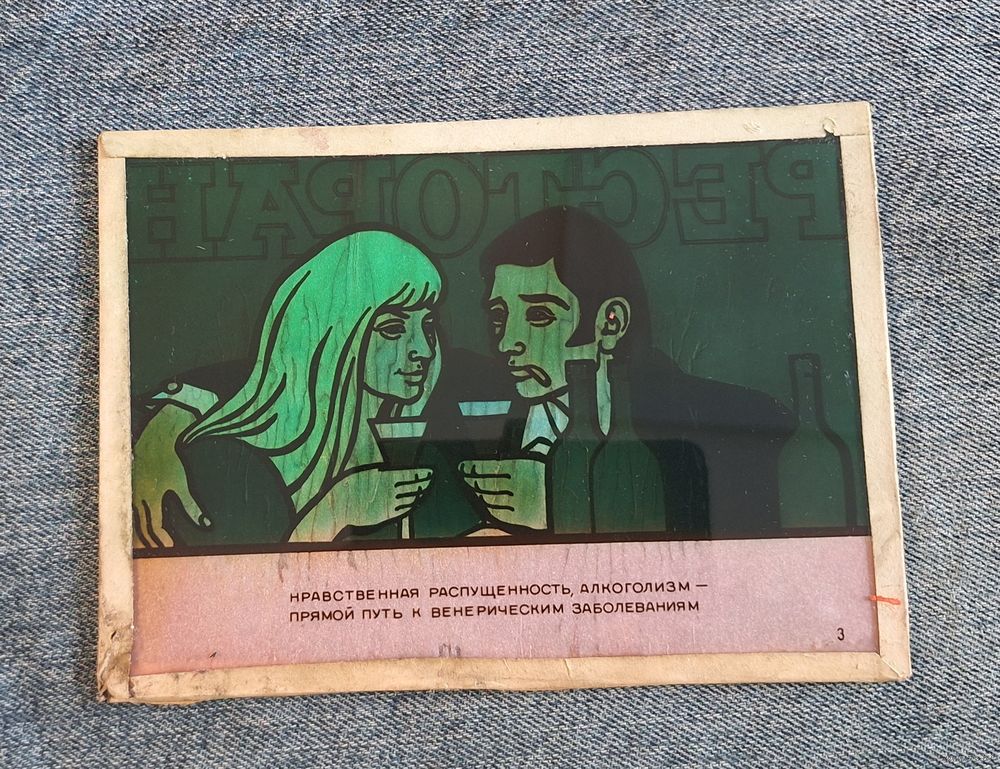 РЕСТОРАН
НРАВСТВЕННАЯ РАСПУЩЕННОСТЬ, АЛКОГОЛИЗМ —
ПРЯМОЙ ПУТЬ К ВЕНЕРИЧЕСКИМ ЗАБОЛЕВАНИЯМ
3